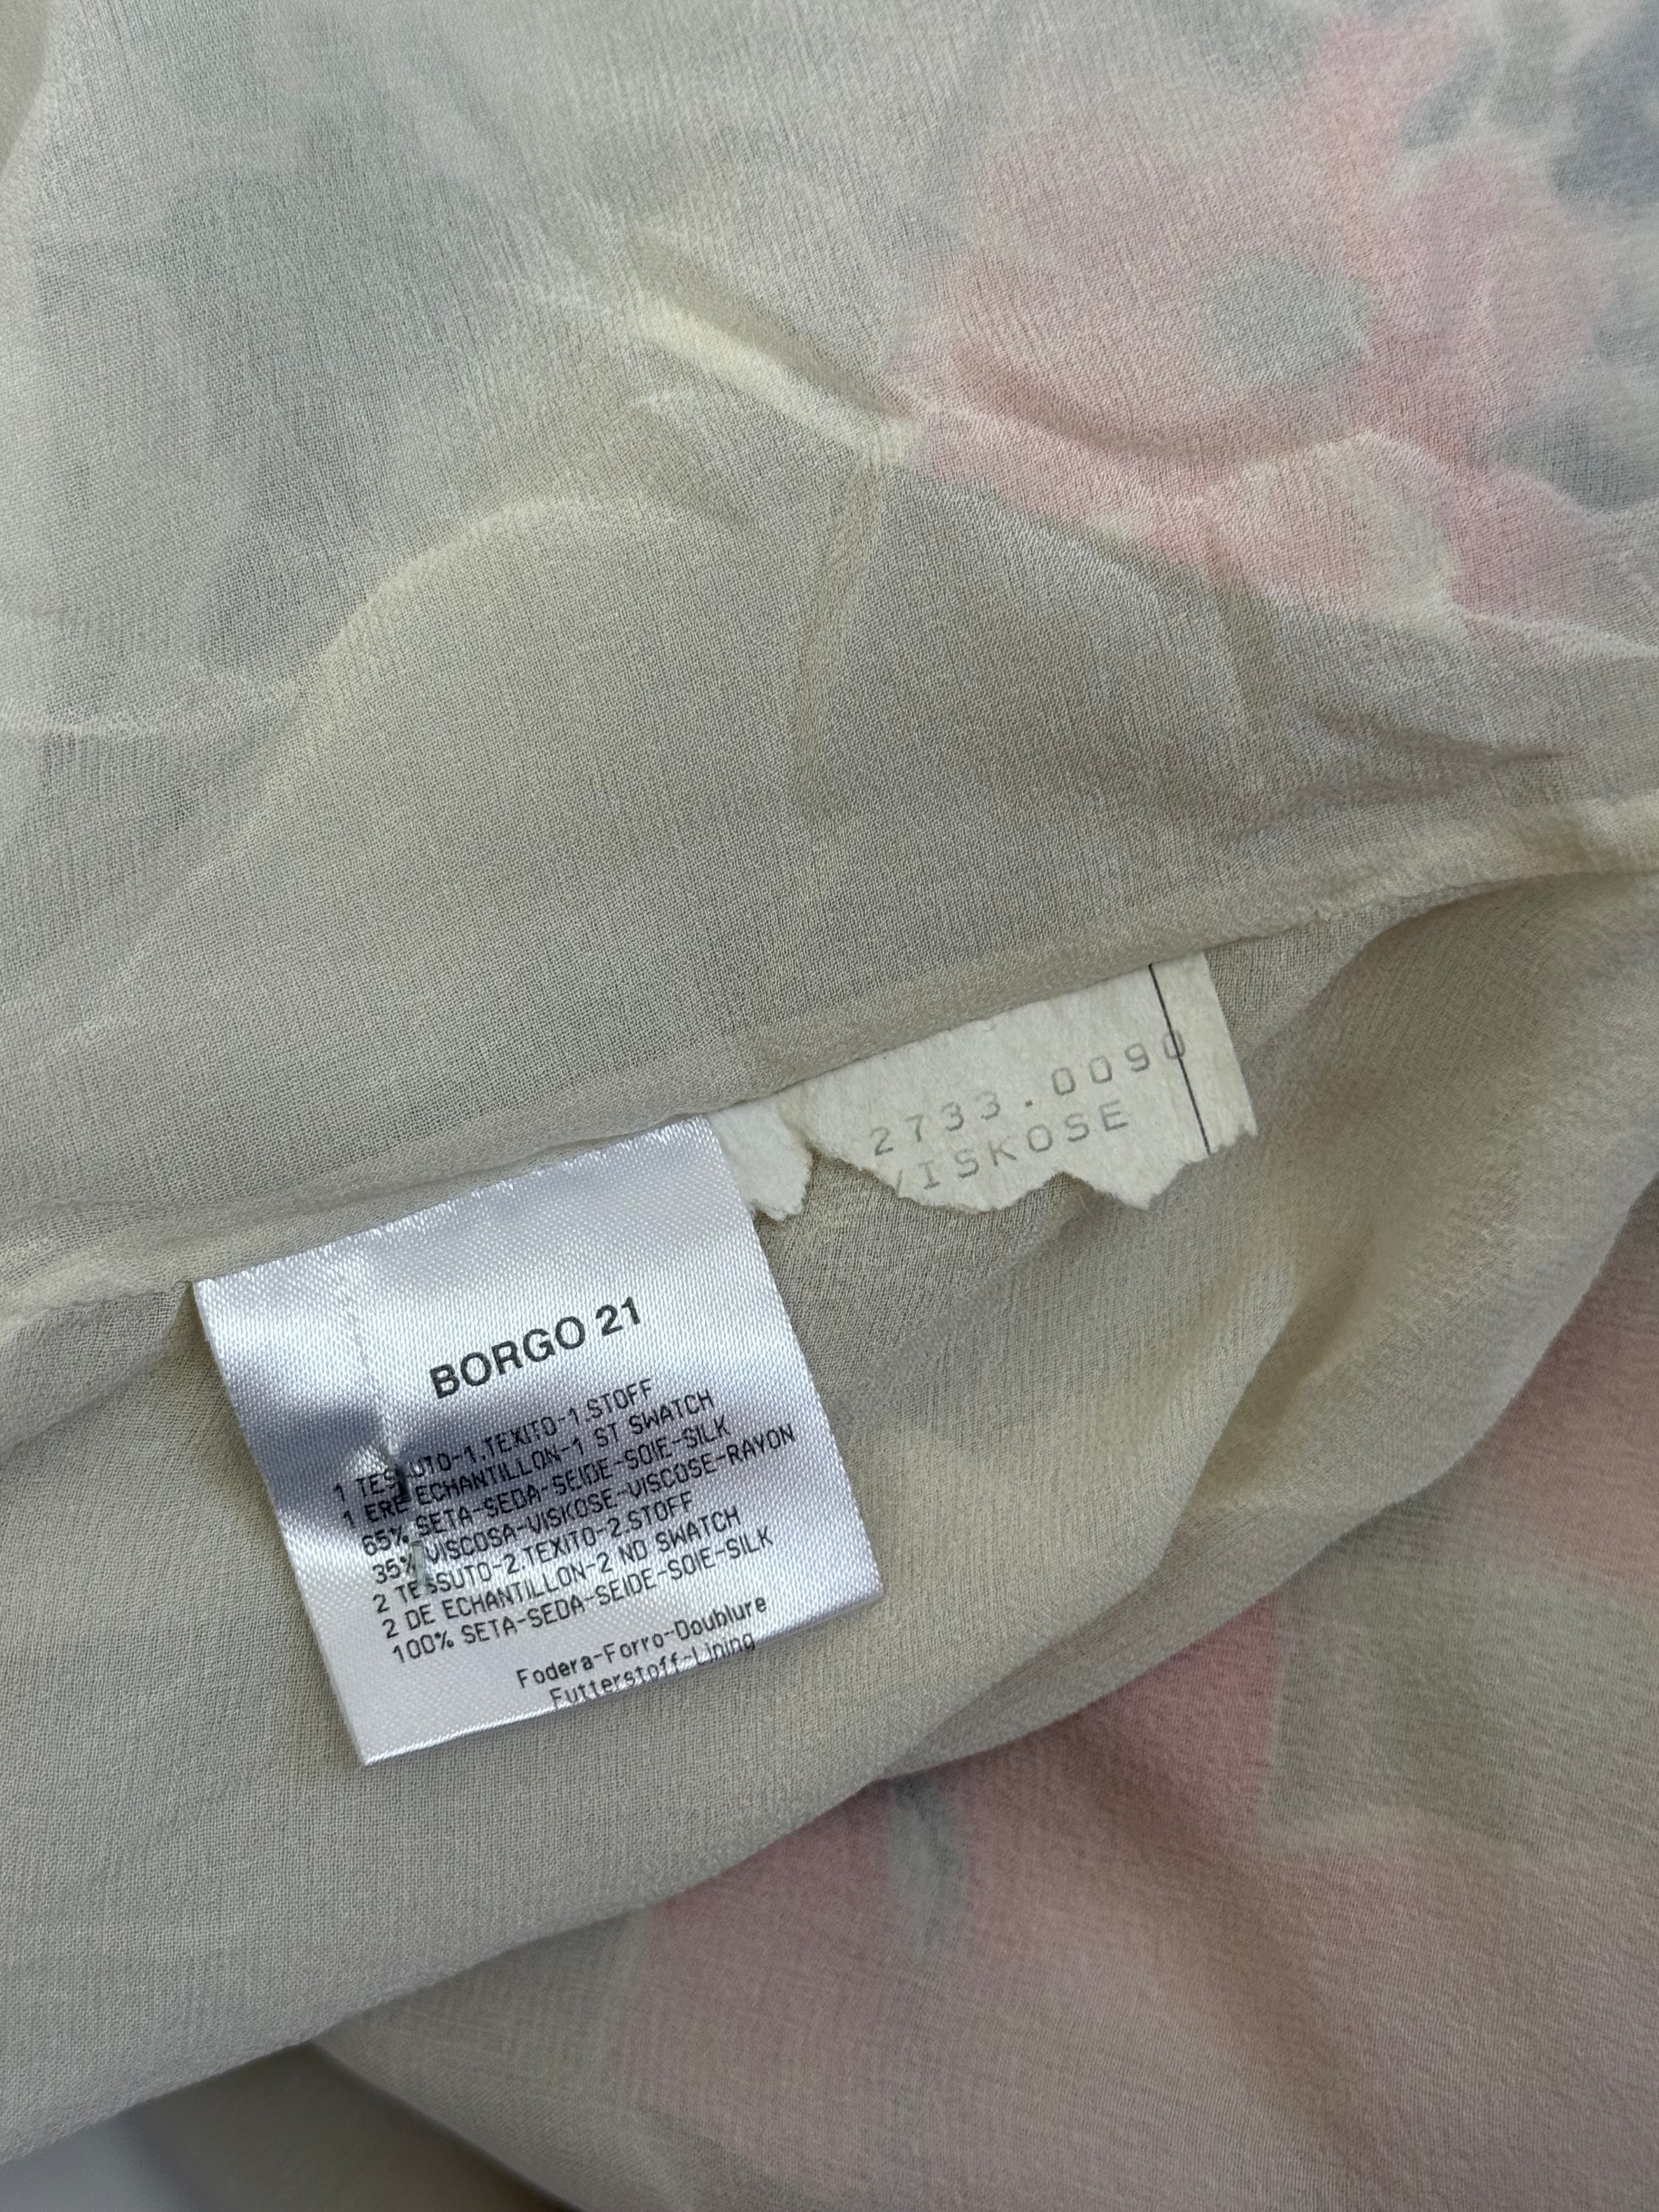 2733.0090
VISKOSE
BORGO 21
1 TESSUTO-1.TEXITO-1.STOFF
1 ERE ECHANTILLON-1 ST SWATCH
65% SETA-SEDA-SEIDE-SOIE-SILK
35% VISCOSA-VISKOSE-VISCOSE-RAYON
2 TESSUTO-2.TEXITO-2.STOFF
2 DE ECHANTILLON-2 ND SWATCH
100% SETA-SEDA-SEIDE-SOIE-SILK
Fodera-Forro-Doublure
Futterstoff-Lining